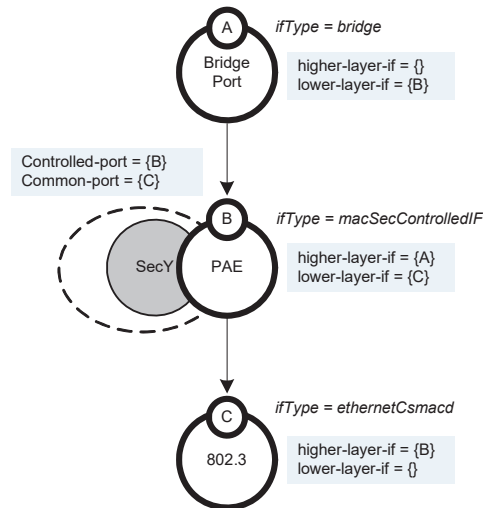 A
ifType = bridge
Bridge
Port
higher-layer-if = {}
lower-layer-if = {B}
Controlled-port = {B}
Common-port = {C}
B
ifType = macSecControlledIF
SecY
PAE
higher-layer-if = {A}
lower-layer-if = {C}
C
ifType = ethernetCsmacd
802.3
higher-layer-if = {B}
lower-layer-if = {}